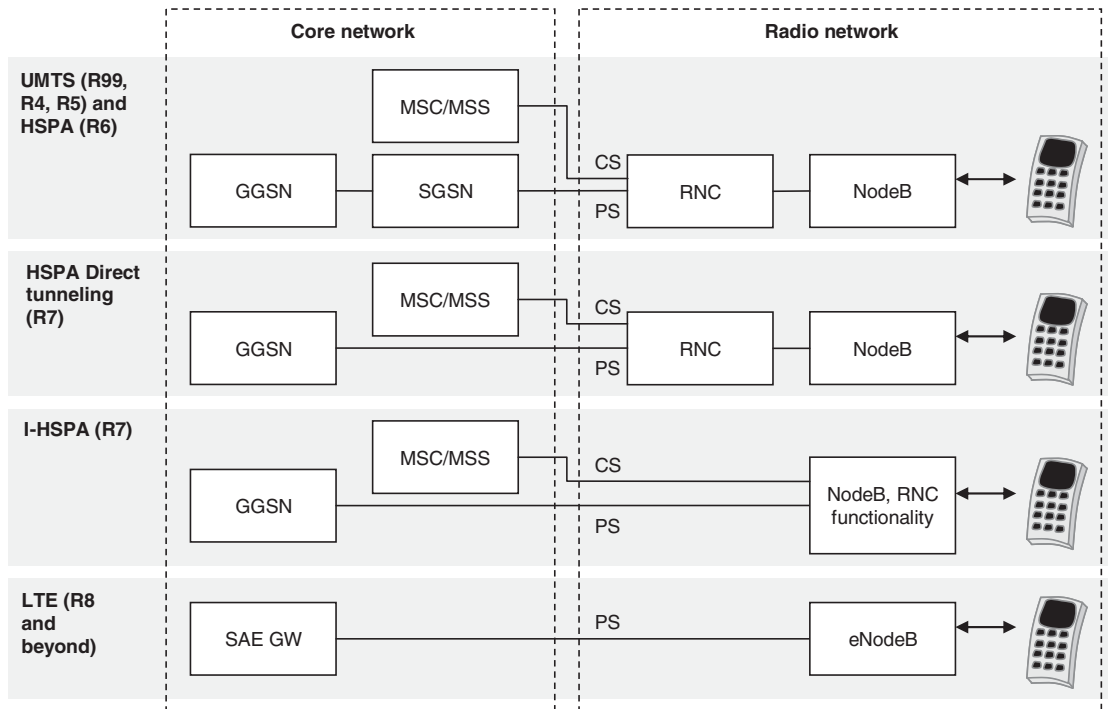 Core network
Radio network
UMTS (R99,
R4, R5) and
HSPA (R6)
MSC/MSS
GGSN
SGSN
CS
PS
RNC
NodeB
HSPA Direct
tunneling
(R7)
MSC/MSS
GGSN
CS
PS
RNC
NodeB
I-HSPA (R7)
MSC/MSS
GGSN
CS
PS
NodeB, RNC
functionality
LTE (R8
and
beyond)
SAE GW
PS
eNodeB